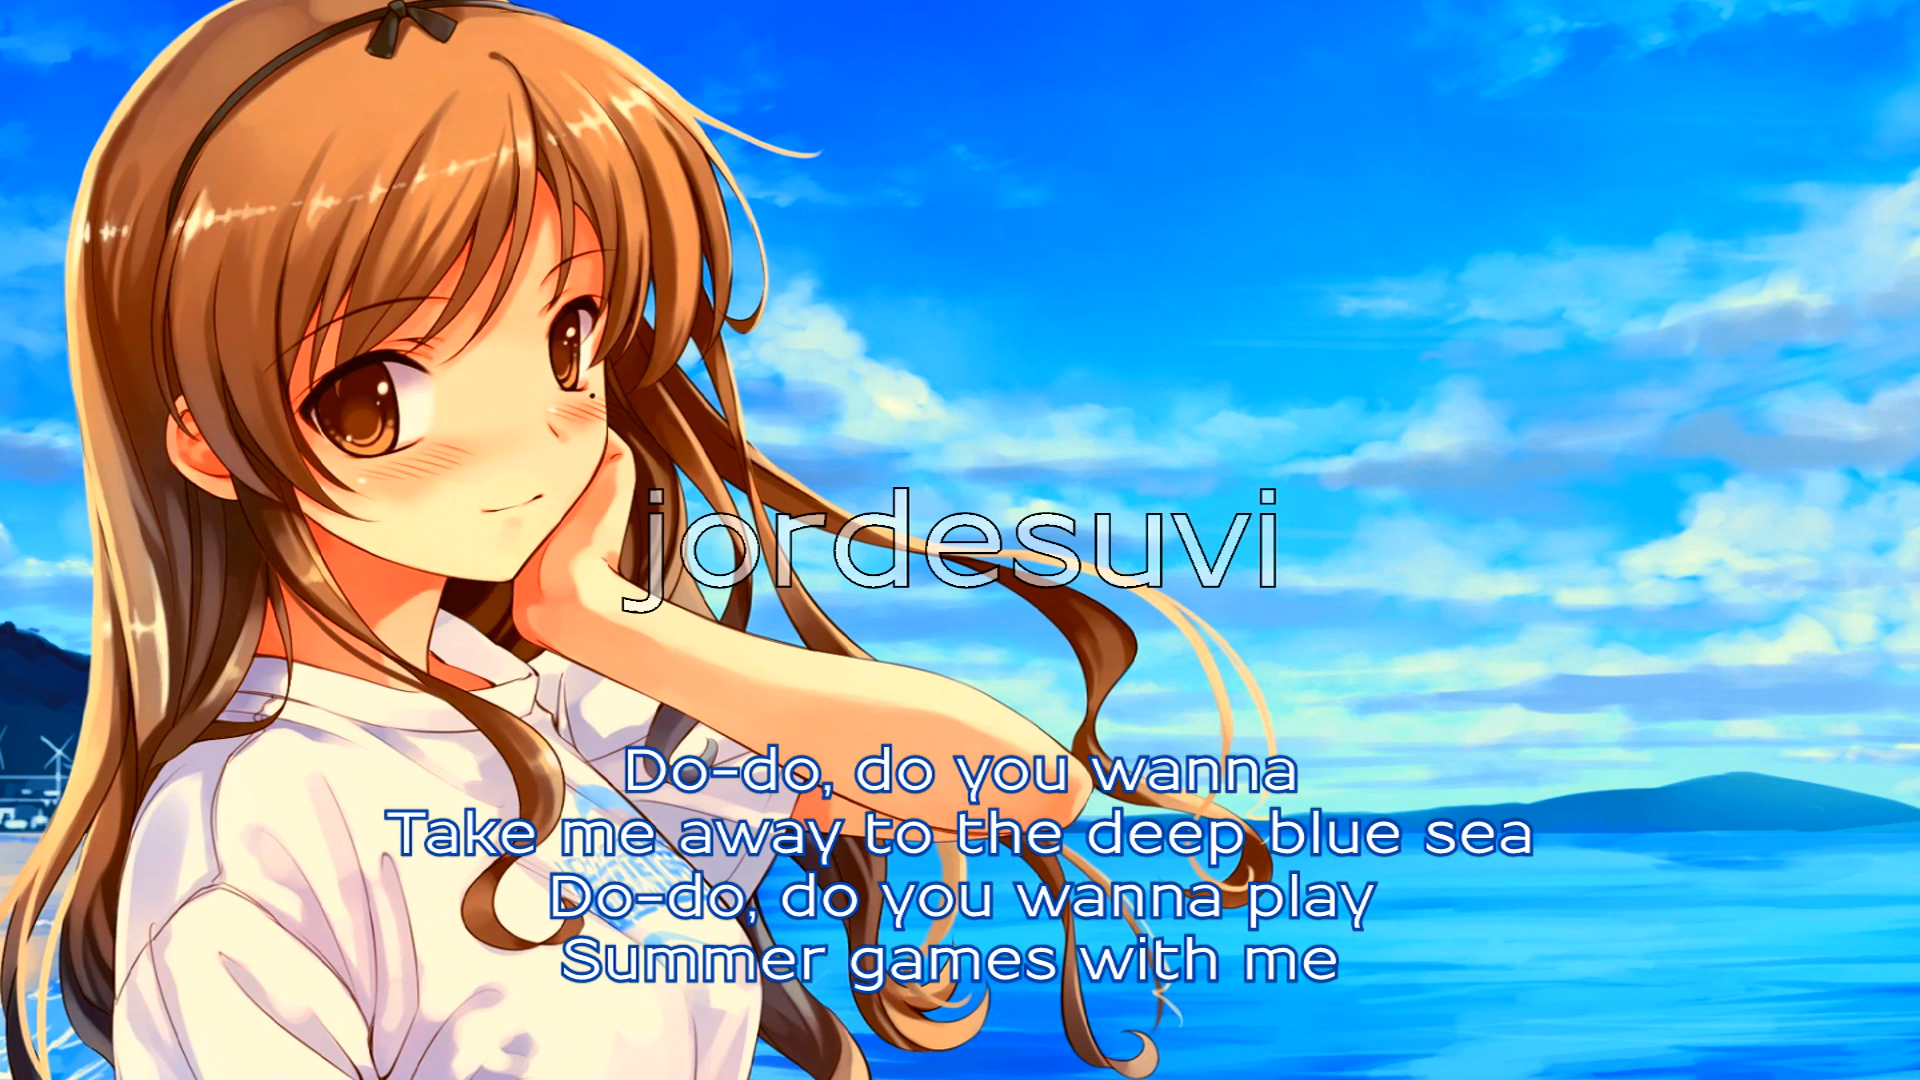 jordesuvi
Do-do, do you wanna
Take me away to the deep blue sea
Do-do, do you wanna play
Summer games with me